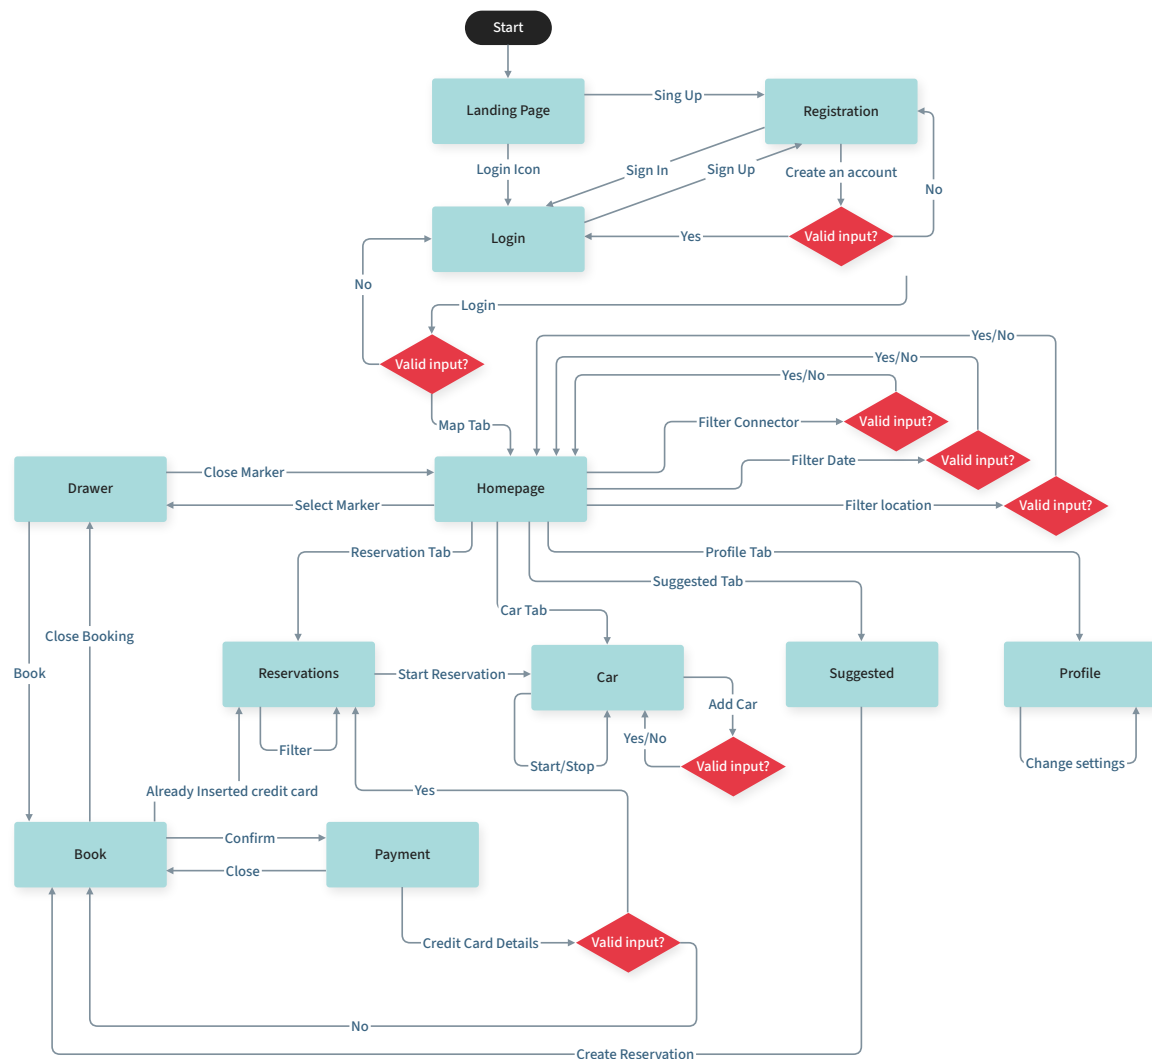 Start
Landing Page
Sing Up
Registration
Login Icon
Sign In
Sign Up
Create an account
No
Login
Yes
Valid input?
No
Login
Valid input?
Yes/No
Yes/No
Yes/No
Map Tab
Filter Connector
Valid input?
Filter Date
Valid input?
Filter location
Valid input?
Drawer
Close Marker
Select Marker
Homepage
Reservation Tab
Profile Tab
Suggested Tab
Car Tab
Close Booking
Book
Reservations
Start Reservation
Car
Suggested
Profile
Add Car
Filter
Yes/No
Start/Stop
Valid input?
Change settings
Already Inserted credit card
Yes
Book
Confirm
Close
Payment
Credit Card Details
Valid input?
No
Create Reservation